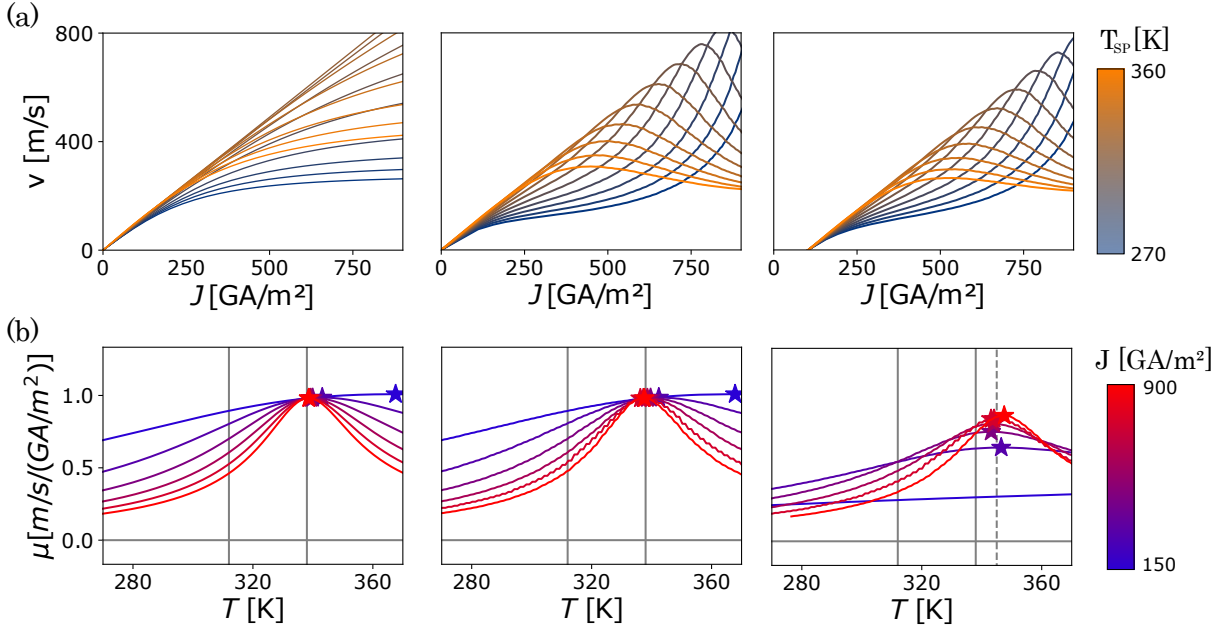 (a)
v [m/s]
800
400
0
0 250 500 750
J [GA/m²]
0 250 500 750
J [GA/m²]
0 250 500 750
J [GA/m²]
T_SP [K]
360
270
(b)
μ[m/s/(GA/m²)]
1.0
0.5
0.0
280 320 360
T [K]
280 320 360
T [K]
280 320 360
T [K]
J [GA/m²]
900
150